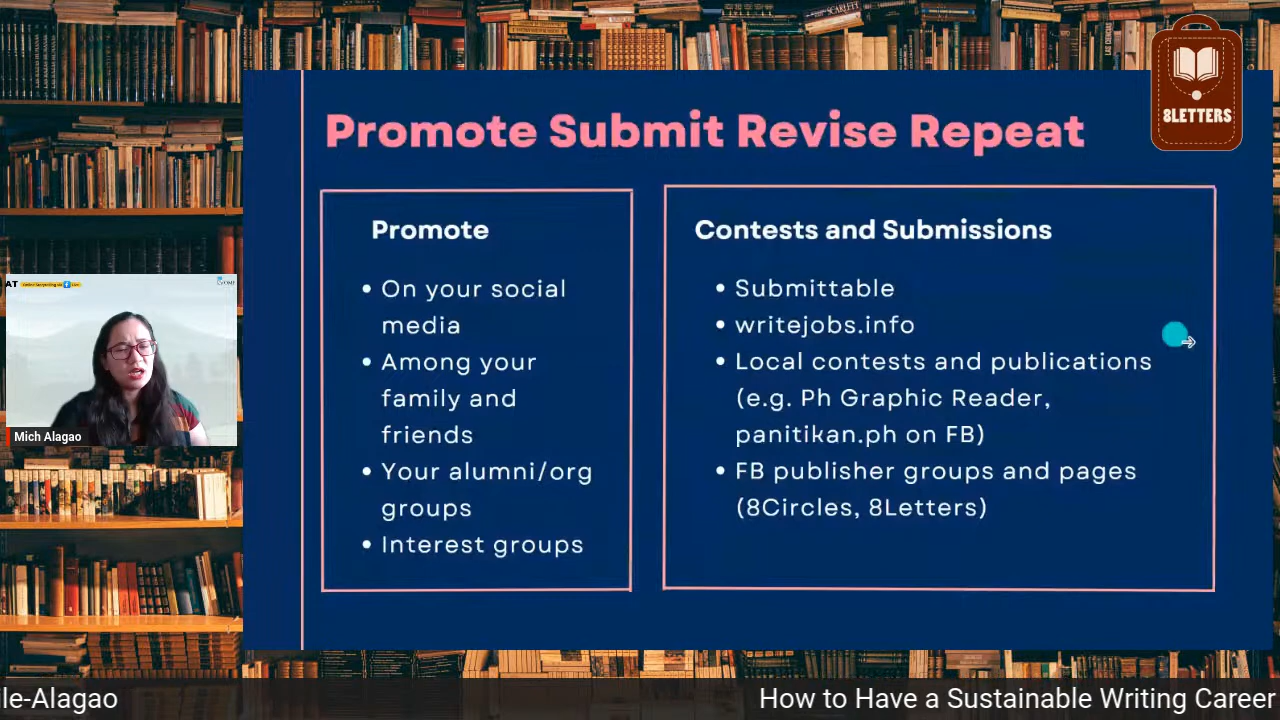 8LETTERS
Promote Submit Revise Repeat
Promote
• On your social
media
• Among your
family and
friends
• Your alumni/org
groups
• Interest groups
Contests and Submissions
• Submittable
• writejobs.info
• Local contests and publications
(e.g. Ph Graphic Reader,
panitikan.ph on FB)
• FB publisher groups and pages
(8Circles, 8Letters)
AT
Mich Alagao
le-Alagao
How to Have a Sustainable Writing Career